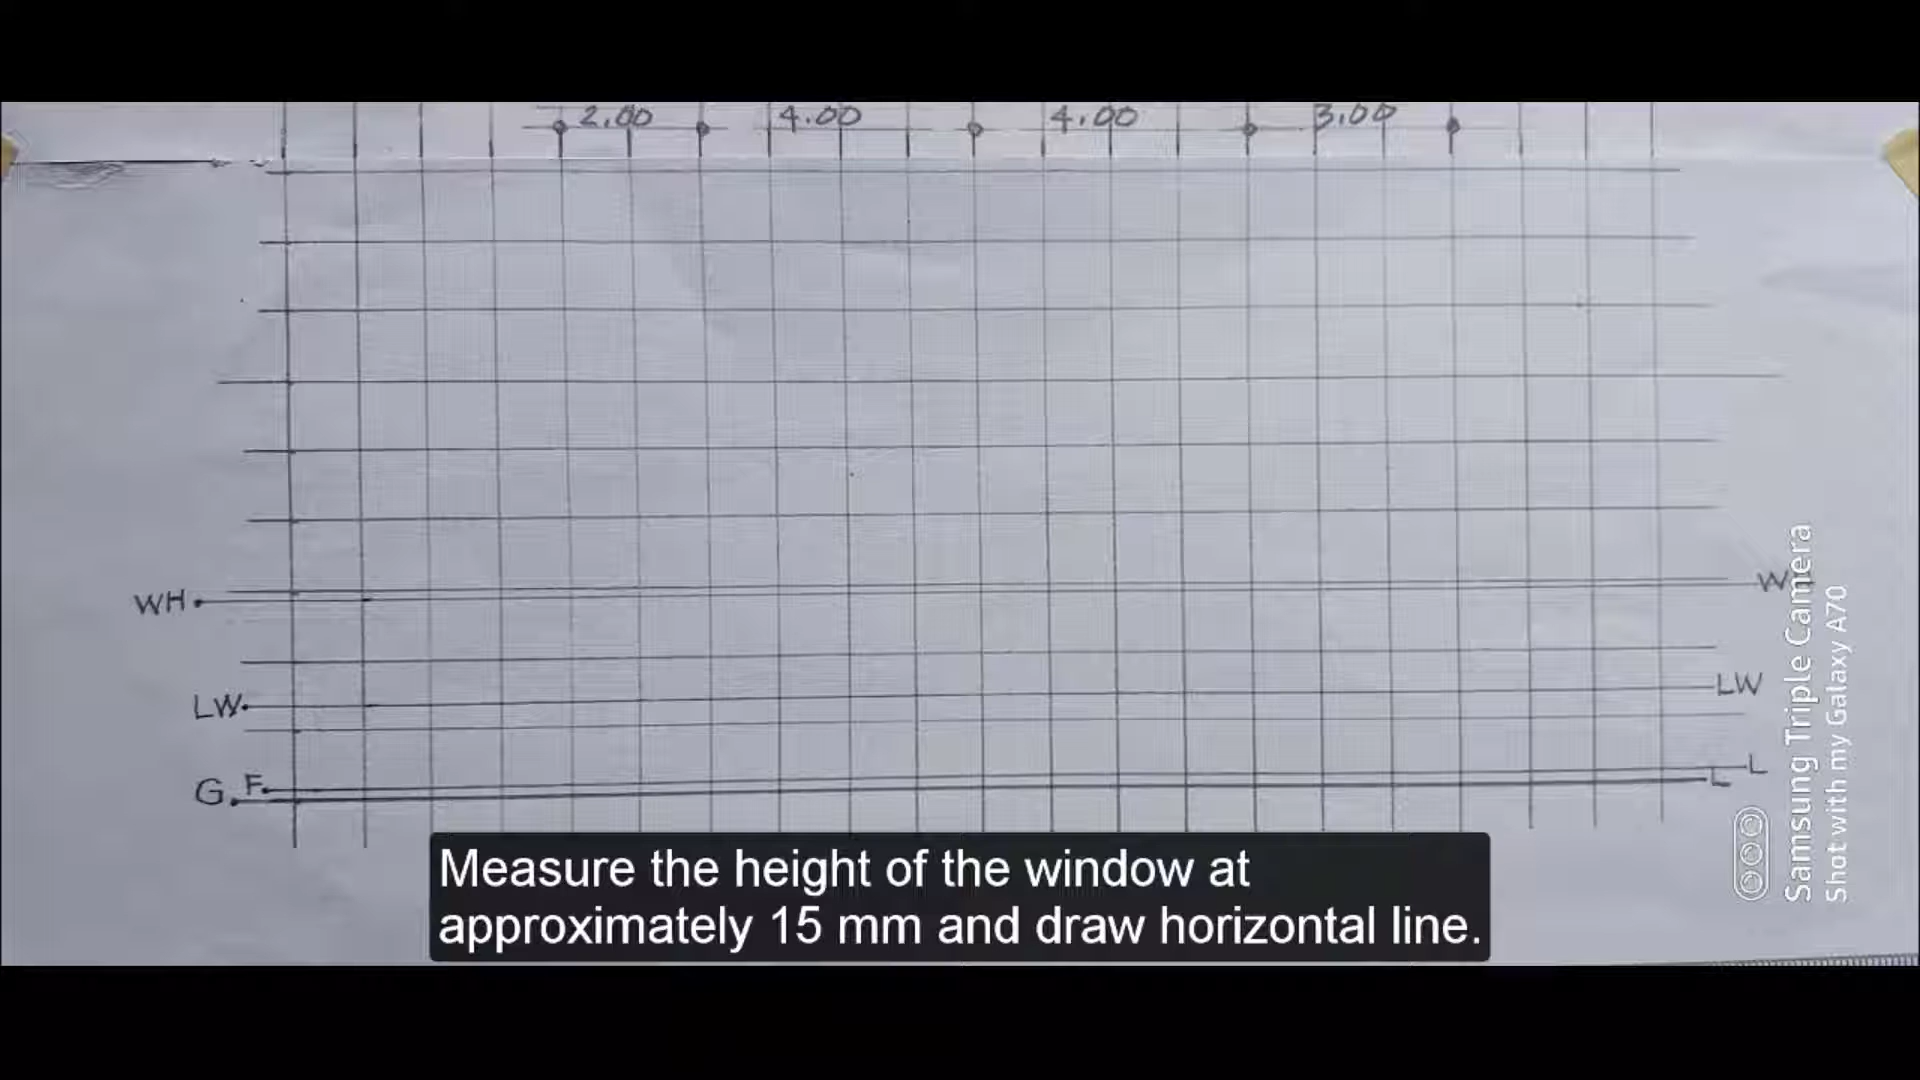 2.00 4.00 4.00 3.00
WH W
LW LW
G F L
L
Measure the height of the window at
approximately 15 mm and draw horizontal line.
Samsung Triple Camera
Shot with my Galaxy A70